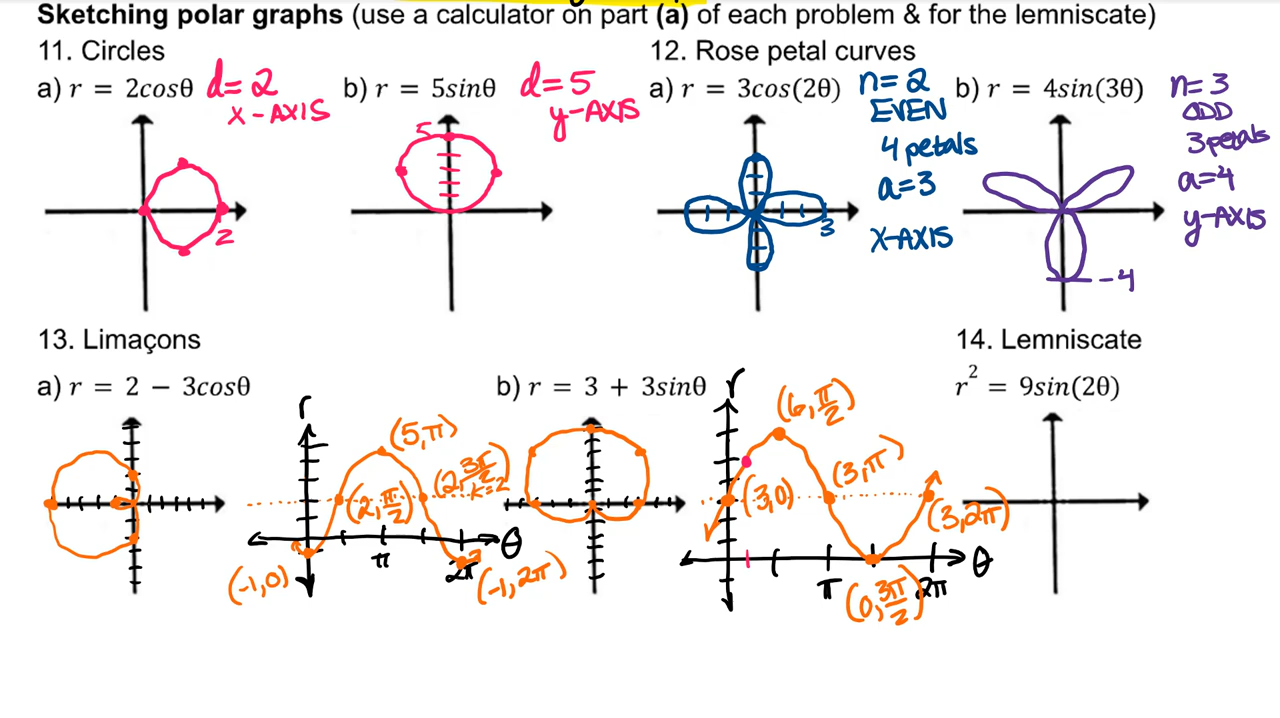 Sketching polar graphs (use a calculator on part (a) of each problem & for the lemniscate)
11. Circles
a) r = 2cosθ
d=2
x-AXIS
5
2
b) r = 5sinθ
d=5
y-AXIS
12. Rose petal curves
a) r = 3cos(2θ)
n=2
EVEN
4 petals
a=3
X-AXIS
3
b) r = 4sin(3θ)
n=3
ODD
3 petals
a=4
y-AXIS
-4
13. Limaçons
a) r = 2 − 3cosθ
r
(5,π)
(2,π/2)
(2,3π/2)
k=2
θ
π
2π
(-1,0)
(-1,2π)
b) r = 3 + 3sinθ
r
(6,π/2)
(3,π)
(3,0)
(3,2π)
θ
π
2π
(0,3π/2)
14. Lemniscate
r² = 9sin(2θ)